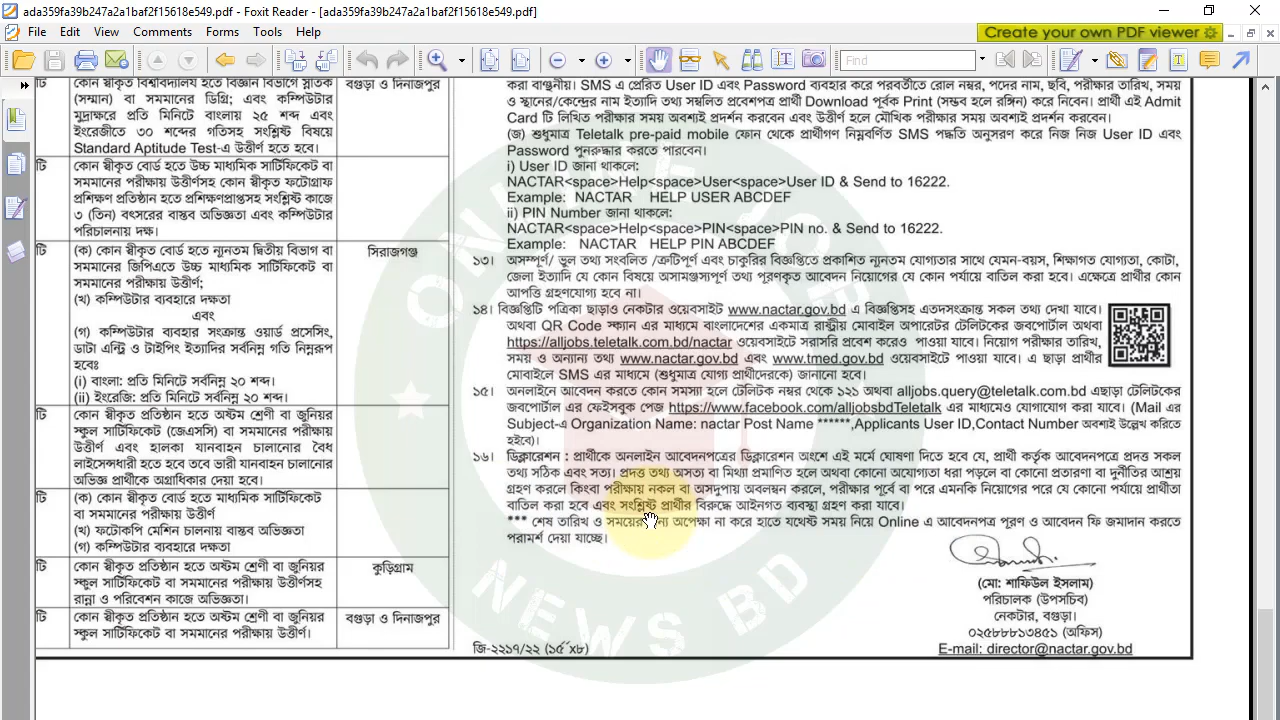 ada359fa39b247a2a1baf2f15618e549.pdf - Foxit Reader - [ada359fa39b247a2a1baf2f15618e549.pdf]
File Edit View Comments Forms Tools Help
Create your own PDF viewer
Find
টি
কোন স্বীকৃত বিশ্ববিদ্যালয় হতে বিজ্ঞান বিভাগে স্নাতক
(সম্মান) বা সমমানের ডিগ্রি; এবং কম্পিউটার
মুদ্রাক্ষরে প্রতি মিনিটে বাংলায় ২৫ শব্দ এবং
ইংরেজীতে ৩০ শব্দের গতিসহ সংশ্লিষ্ট বিষয়ে
Standard Aptitude Test-এ উত্তীর্ণ হতে হবে।
বগুড়া ও দিনাজপুর
টি
কোন স্বীকৃত বোর্ড হতে উচ্চ মাধ্যমিক সার্টিফিকেট বা
সমমানের পরীক্ষায় উত্তীর্ণসহ কোন স্বীকৃত ফটোগ্রাফ
প্রশিক্ষণ প্রতিষ্ঠান হতে প্রশিক্ষণপ্রাপ্তসহ সংশ্লিষ্ট কাজে
৩ (তিন) বৎসরের বাস্তব অভিজ্ঞতা এবং কম্পিউটার
পরিচালনায় দক্ষ।
টি
(ক) কোন স্বীকৃত বোর্ড হতে ন্যূনতম দ্বিতীয় বিভাগ বা
সমমানের জিপিএতে উচ্চ মাধ্যমিক সার্টিফিকেট বা
সমমানের পরীক্ষায় উত্তীর্ণ;
(খ) কম্পিউটার ব্যবহারে দক্ষতা
এবং
(গ) কম্পিউটার ব্যবহার সংক্রান্ত ওয়ার্ড প্রসেসিং,
ডাটা এন্ট্রি ও টাইপিং ইত্যাদির সর্বনিম্ন গতি নিম্নরূপ
হবেঃ
(i) বাংলা: প্রতি মিনিটে সর্বনিম্ন ২০ শব্দ।
(ii) ইংরেজি: প্রতি মিনিটে সর্বনিম্ন ২০ শব্দ।
সিরাজগঞ্জ
টি
কোন স্বীকৃত প্রতিষ্ঠান হতে অষ্টম শ্রেণী বা জুনিয়র
স্কুল সার্টিফিকেট (জেএসসি) বা সমমানের পরীক্ষায়
উত্তীর্ণ এবং হালকা যানবাহন চালানোর বৈধ
লাইসেন্সধারী হতে হবে তবে ভারী যানবাহন চালানোর
অভিজ্ঞ প্রার্থীকে অগ্রাধিকার দেয়া হবে।
টি
(ক) কোন স্বীকৃত বোর্ড হতে মাধ্যমিক সার্টিফিকেট
বা সমমানের পরীক্ষায় উত্তীর্ণ
(খ) ফটোকপি মেশিন চালনায় বাস্তব অভিজ্ঞতা
(গ) কম্পিউটার ব্যবহারে দক্ষতা
টি
কোন স্বীকৃত প্রতিষ্ঠান হতে অষ্টম শ্রেণী বা জুনিয়র
স্কুল সার্টিফিকেট বা সমমানের পরীক্ষায় উত্তীর্ণসহ
রান্না ও পরিবেশন কাজে অভিজ্ঞতা।
কুড়িগ্রাম
টি
কোন স্বীকৃত প্রতিষ্ঠান হতে অষ্টম শ্রেণী বা জুনিয়র
স্কুল সার্টিফিকেট বা সমমানের পরীক্ষায় উত্তীর্ণ।
বগুড়া ও দিনাজপুর
করা বাঞ্ছনীয়। SMS এ প্রেরিত User ID এবং Password ব্যবহার করে পরবর্তীতে রোল নম্বর, পদের নাম, ছবি, পরীক্ষার তারিখ, সময়
ও স্থানের/কেন্দ্রের নাম ইত্যাদি তথ্য সম্বলিত প্রবেশপত্র প্রার্থী Download পূর্বক Print (সম্ভব হলে রঙ্গিন) করে নিবেন। প্রার্থী এই Admit
Card টি লিখিত পরীক্ষার সময় অবশ্যই প্রদর্শন করবেন এবং উত্তীর্ণ হলে মৌখিক পরীক্ষার সময় অবশ্যই প্রদর্শন করবেন।
(জ) শুধুমাত্র Teletalk pre-paid mobile ফোন থেকে প্রার্থীগণ নিম্নবর্ণিত SMS পদ্ধতি অনুসরণ করে নিজ নিজ User ID এবং
Password পুনরুদ্ধার করতে পারবেন।
i) User ID জানা থাকলে:
NACTAR<space>Help<space>User<space>User ID & Send to 16222.
Example: NACTAR HELP USER ABCDEF
ii) PIN Number জানা থাকলে:
NACTAR<space>Help<space>PIN<space>PIN no. & Send to 16222.
Example: NACTAR HELP PIN ABCDEF
১৩। অসম্পূর্ণ/ ভুল তথ্য সংবলিত /ত্রুটিপূর্ণ এবং চাকুরির বিজ্ঞপ্তিতে প্রকাশিত ন্যূনতম যোগ্যতার সাথে যেমন-বয়স, শিক্ষাগত যোগ্যতা, কোটা,
জেলা ইত্যাদি যে কোন বিষয়ে অসামঞ্জস্যপূর্ণ তথ্য পূরণকৃত আবেদন নিয়োগের যে কোন পর্যায়ে বাতিল করা হবে। এক্ষেত্রে প্রার্থীর কোন
আপত্তি গ্রহণযোগ্য হবে না।
১৪। বিজ্ঞপ্তিটি পত্রিকা ছাড়াও নেকটার ওয়েবসাইট www.nactar.gov.bd এ বিজ্ঞপ্তিসহ এতদসংক্রান্ত সকল তথ্য দেখা যাবে।
অথবা QR Code স্ক্যান এর মাধ্যমে বাংলাদেশের একমাত্র রাষ্ট্রীয় মোবাইল অপারেটর টেলিটকের জবপোর্টাল অথবা
https://alljobs.teletalk.com.bd/nactar ওয়েবসাইটে সরাসরি প্রবেশ করেও পাওয়া যাবে। নিয়োগ পরীক্ষার তারিখ,
সময় ও অন্যান্য তথ্য www.nactar.gov.bd এবং www.tmed.gov.bd ওয়েবসাইটে পাওয়া যাবে। এ ছাড়া প্রার্থীর
মোবাইলে SMS এর মাধ্যমে (শুধুমাত্র যোগ্য প্রার্থীদেরকে) জানানো হবে।
১৫। অনলাইনে আবেদন করতে কোন সমস্যা হলে টেলিটক নম্বর থেকে ১২১ অথবা alljobs.query@teletalk.com.bd এছাড়া টেলিটকের
জবপোর্টাল এর ফেইসবুক পেজ https://www.facebook.com/alljobsbdTeletalk এর মাধ্যমেও যোগাযোগ করা যাবে। (Mail এর
Subject-এ Organization Name: nactar Post Name ******,Applicants User ID,Contact Number অবশ্যই উল্লেখ করিতে
হইবে)।
১৬। ডিক্লারেশন : প্রার্থীকে অনলাইন আবেদনপত্রের ডিক্লারেশন অংশে এই মর্মে ঘোষণা দিতে হবে যে, প্রার্থী কর্তৃক আবেদনপত্রে প্রদত্ত সকল
তথ্য সঠিক এবং সত্য। প্রদত্ত তথ্য অসত্য বা মিথ্যা প্রমাণিত হলে অথবা কোনো অযোগ্যতা ধরা পড়লে বা কোনো প্রতারণা বা দুর্নীতির আশ্রয়
গ্রহণ করলে কিংবা পরীক্ষায় নকল বা অসদুপায় অবলম্বন করলে, পরীক্ষার পূর্বে বা পরে এমনকি নিয়োগের পরে যে কোনো পর্যায়ে প্রার্থীতা
বাতিল করা হবে এবং সংশ্লিষ্ট প্রার্থীর বিরুদ্ধে আইনগত ব্যবস্থা গ্রহণ করা যাবে।
*** শেষ তারিখ ও সময়ের জন্য অপেক্ষা না করে হাতে যথেষ্ট সময় নিয়ে Online এ আবেদনপত্র পূরণ ও আবেদন ফি জমাদান করতে
পরামর্শ দেয়া যাচ্ছে।
(মো: শাফিউল ইসলাম)
পরিচালক (উপসচিব)
নেকটার, বগুড়া।
০২৫৮৮৮১৩৪৫১ (অফিস)
E-mail: director@nactar.gov.bd
জি-২২১৭/২২ (১৫˝x৮)
ONLINE JOB
NEWS BD